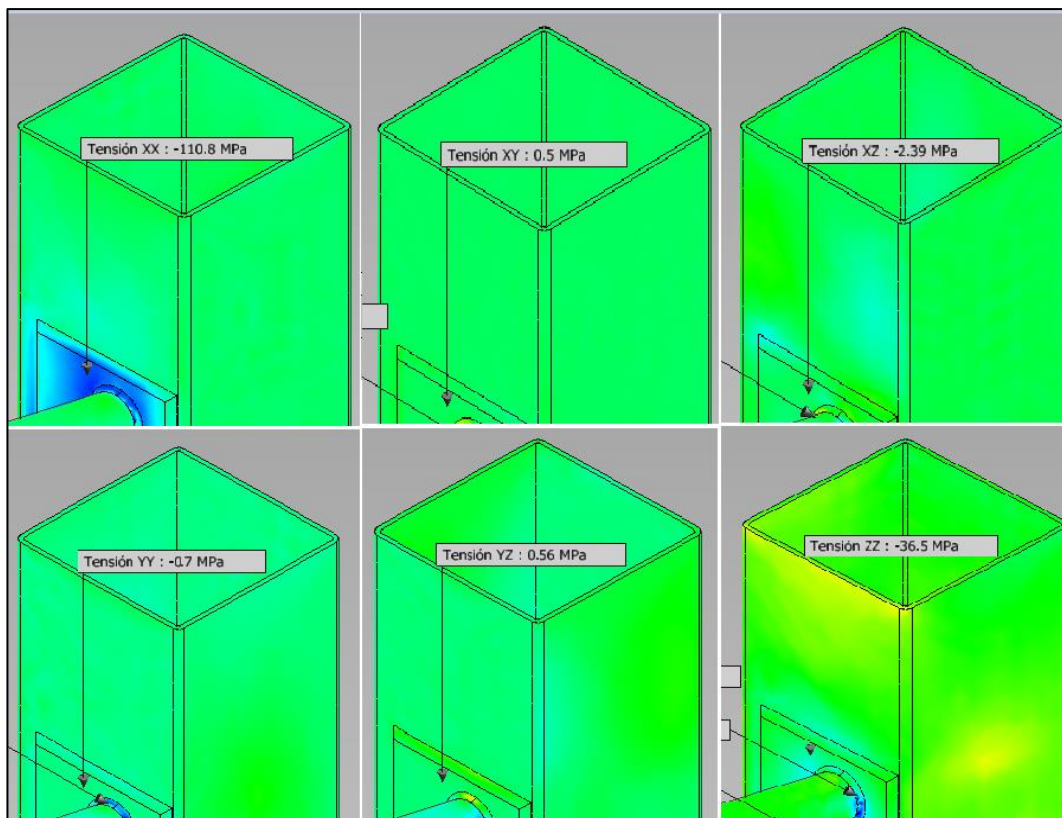 Tensión XX : -110.8 MPa
Tensión XY : 0.5 MPa
Tensión XZ : -2.39 MPa
Tensión YY : -0.7 MPa
Tensión YZ : 0.56 MPa
Tensión ZZ : -36.5 MPa